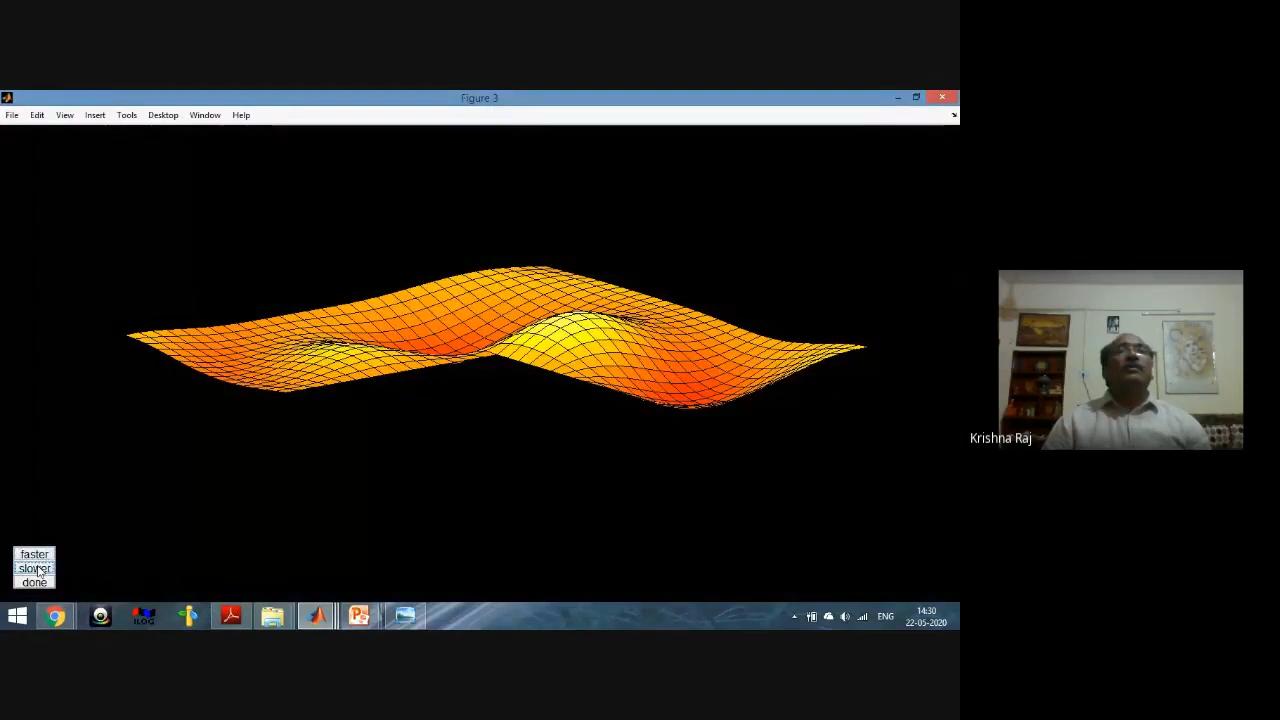 Figure 3
File Edit View Insert Tools Desktop Window Help
Krishna Raj
faster
slower
done
ILOG
ENG
14:30
22-05-2020